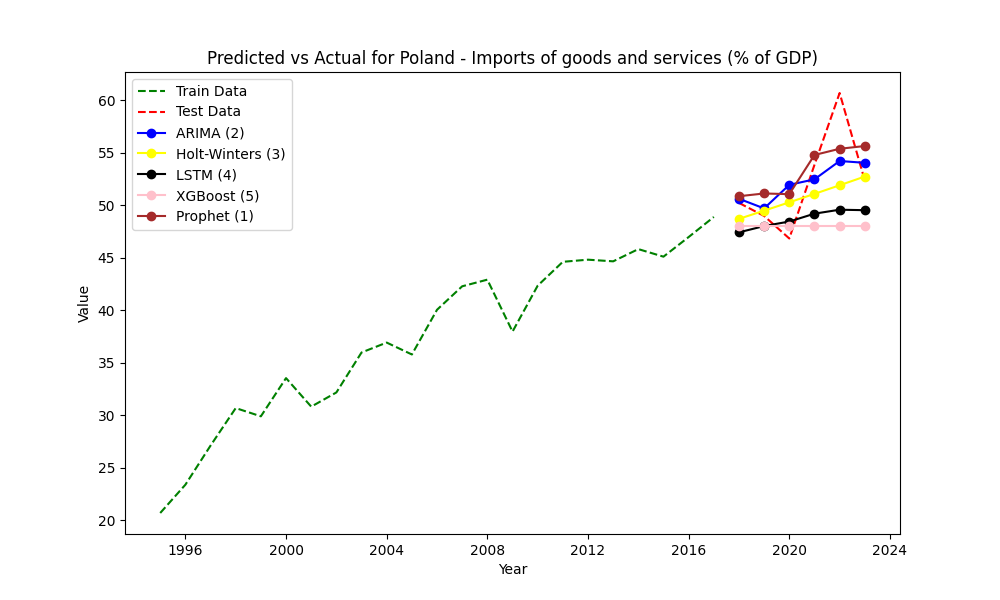 Predicted vs Actual for Poland - Imports of goods and services (% of GDP)
Train Data
Test Data
ARIMA (2)
Holt-Winters (3)
LSTM (4)
XGBoost (5)
Prophet (1)
60
55
50
45
40
35
30
25
20
Value
1996 2000 2004 2008 2012 2016 2020 2024
Year